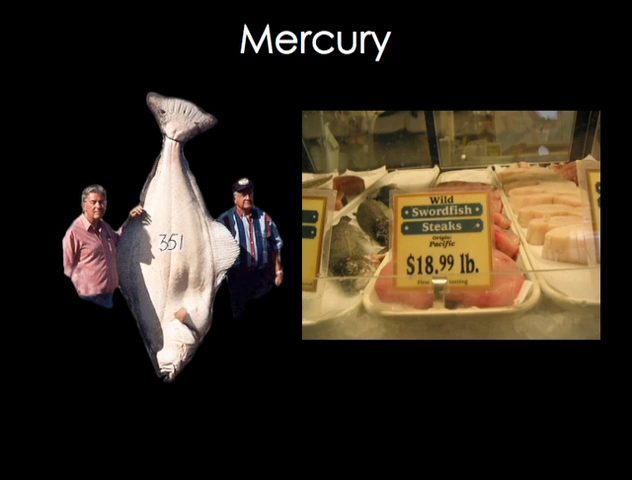 Mercury
351
Wild
Swordfish
Steaks
Origin:
Pacific
$18.99 lb.